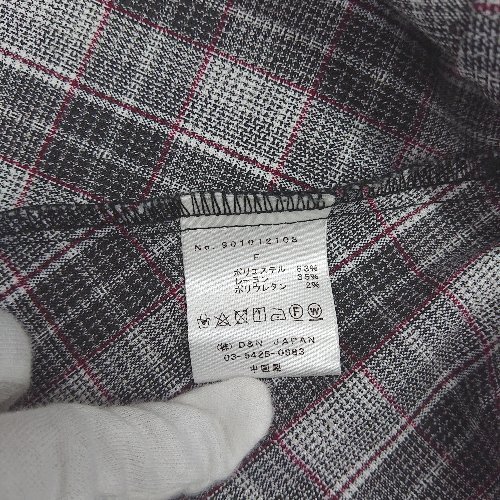 No. 901012108
F
ポリエステル 63%
レーヨン 35%
ポリウレタン 2%
F W
(株) D&N JAPAN
03-5425-0983
中国製